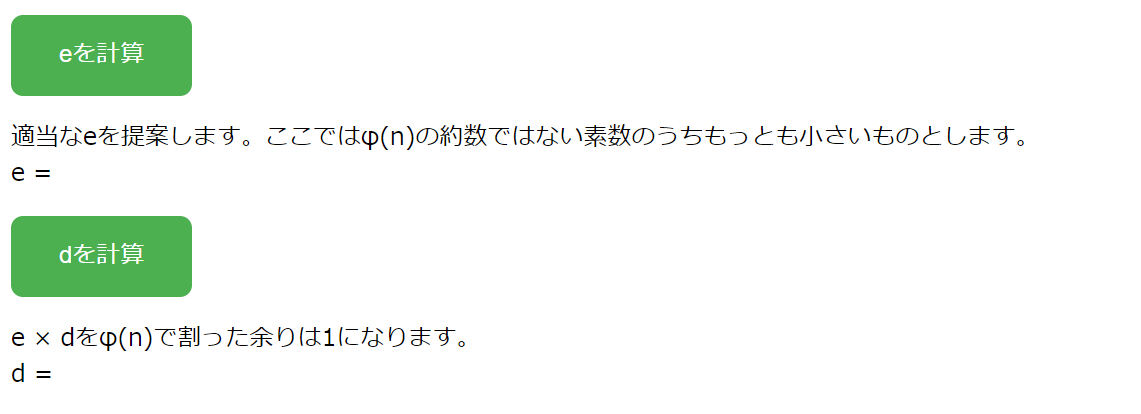 eを計算
適当なeを提案します。ここではφ(n)の約数ではない素数のうちもっとも小さいものとします。
e =
dを計算
e × dをφ(n)で割った余りは1になります。
d =